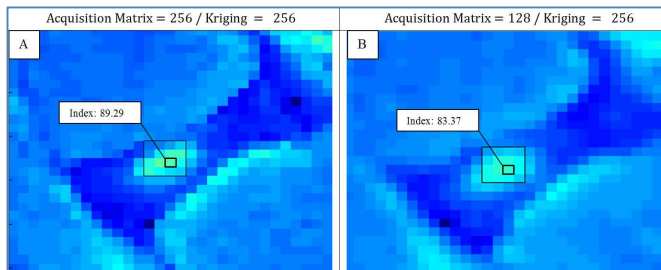 Acquisition Matrix = 256 / Kriging = 256
Acquisition Matrix = 128 / Kriging = 256
A
B
Index: 89.29
Index: 83.37